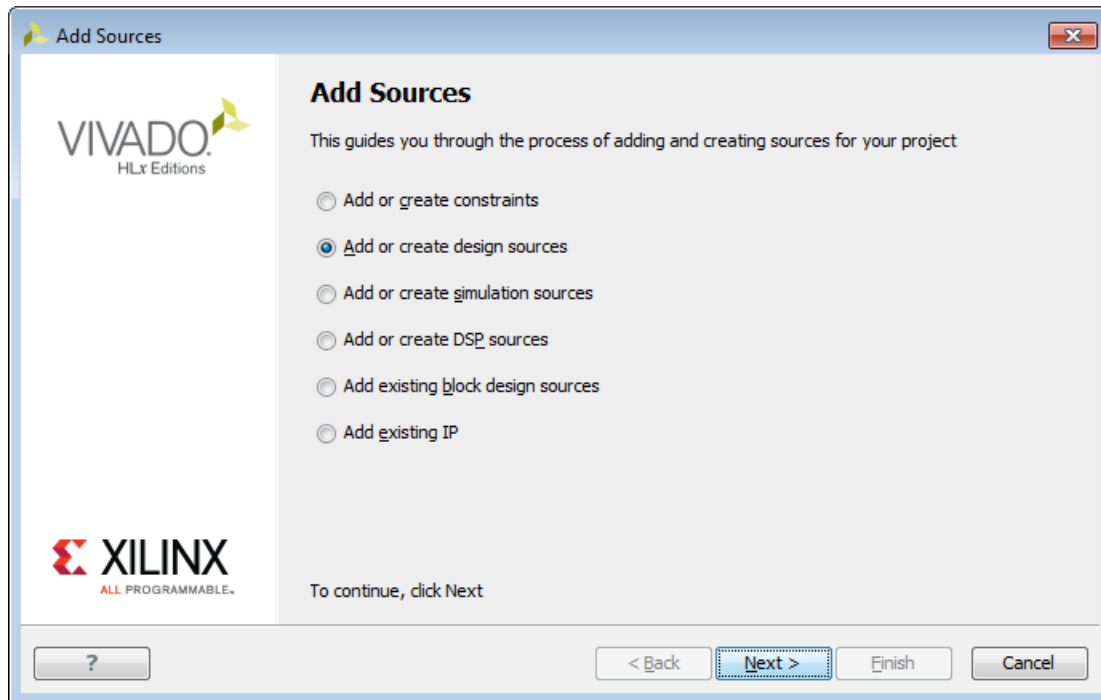 Add Sources
VIVADO.
HLx Editions
Add Sources
This guides you through the process of adding and creating sources for your project
Add or create constraints
Add or create design sources
Add or create simulation sources
Add or create DSP sources
Add existing block design sources
Add existing IP
XILINX
ALL PROGRAMMABLE™
To continue, click Next
?
< Back
Next >
Finish
Cancel